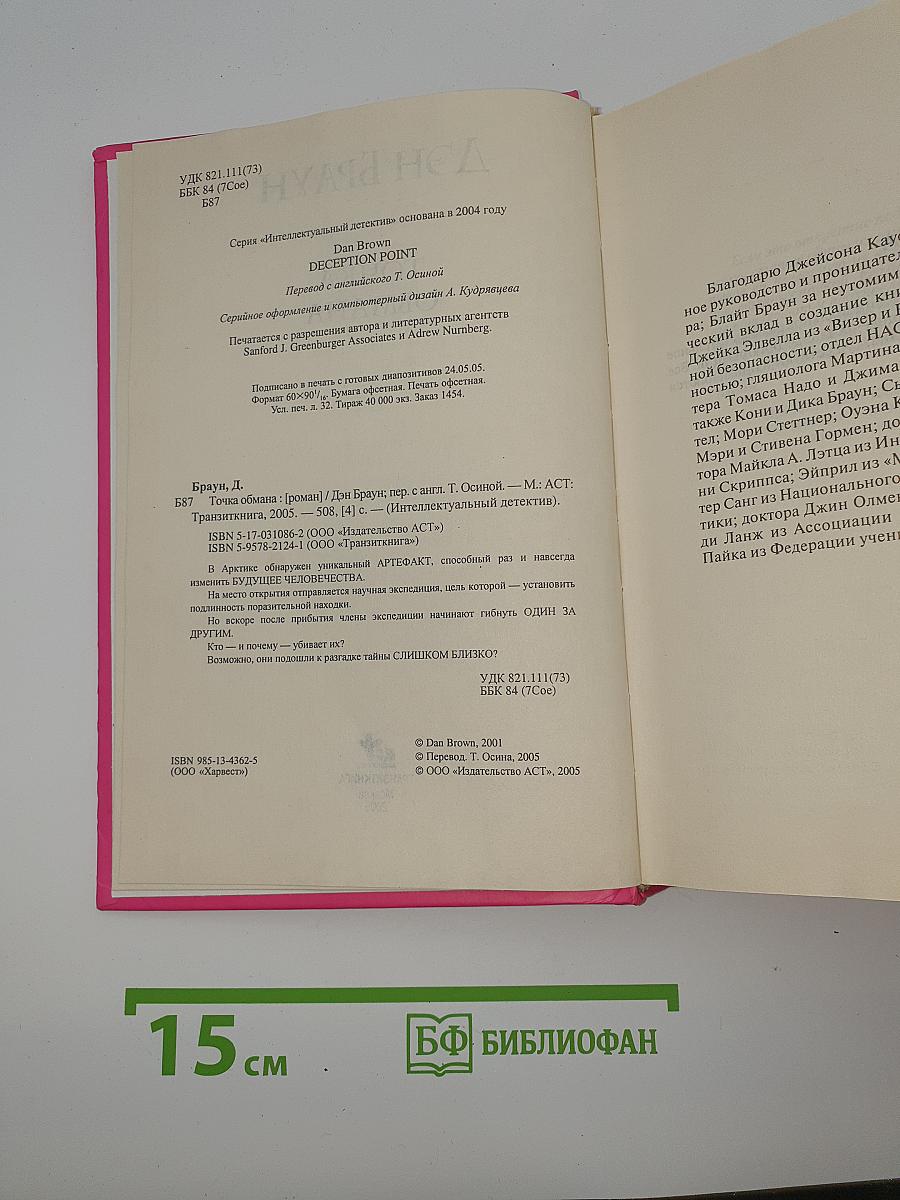 УДК 821.111(73)
ББК 84 (7Сое)
Б87
Серия «Интеллектуальный детектив» основана в 2004 году
Dan Brown
DECEPTION POINT
Перевод с английского Т. Осиной
Серийное оформление и компьютерный дизайн А. Кудрявцева
Печатается с разрешения автора и литературных агентств
Sanford J. Greenburger Associates и Adrew Nurnberg.
Подписано в печать с готовых диапозитивов 24.05.05.
Формат 60×90¹/₁₆. Бумага офсетная. Печать офсетная.
Усл. печ. л. 32. Тираж 40 000 экз. Заказ 1454.
Браун, Д.
Б87 Точка обмана : [роман] / Дэн Браун; пер. с англ. Т. Осиной. — М.: АСТ:
Транзиткнига, 2005. — 508, [4] с. — (Интеллектуальный детектив).
ISBN 5-17-031086-2 (ООО «Издательство АСТ»)
ISBN 5-9578-2124-1 (ООО «Транзиткнига»)
В Арктике обнаружен уникальный АРТЕФАКТ, способный раз и навсегда
изменить БУДУЩЕЕ ЧЕЛОВЕЧЕСТВА.
На место открытия отправляется научная экспедиция, цель которой — установить
подлинность поразительной находки.
Но вскоре после прибытия члены экспедиции начинают гибнуть ОДИН ЗА
ДРУГИМ.
Кто — и почему — убивает их?
Возможно, они подошли к разгадке тайны СЛИШКОМ БЛИЗКО?
УДК 821.111(73)
ББК 84 (7Сое)
ISBN 985-13-4362-5
(ООО «Харвест»)
© Dan Brown, 2001
© Перевод. Т. Осина, 2005
© ООО «Издательство АСТ», 2005
Благодарю Джейсона Кау
ное руководство и проницател
ра; Блайт Браун за неутомим
ческий вклад в создание кни
Джейка Элвелла из «Визер и
ной безопасности; отдел НАС
ностью; гляциолога Мартина
тера Томаса Надо и Джима
также Кони и Дика Браун; Сь
тел; Мори Стеттнер; Оуэна К
Мэри и Стивена Гормен; до
тора Майкла А. Лэтца из Ин
ни Скриппса; Эйприл из «М
тер Санг из Национального
тики; доктора Джин Олмен
ди Ланж из Ассоциации
Пайка из Федерации учен
15 см
БФ БИБЛИОФАН